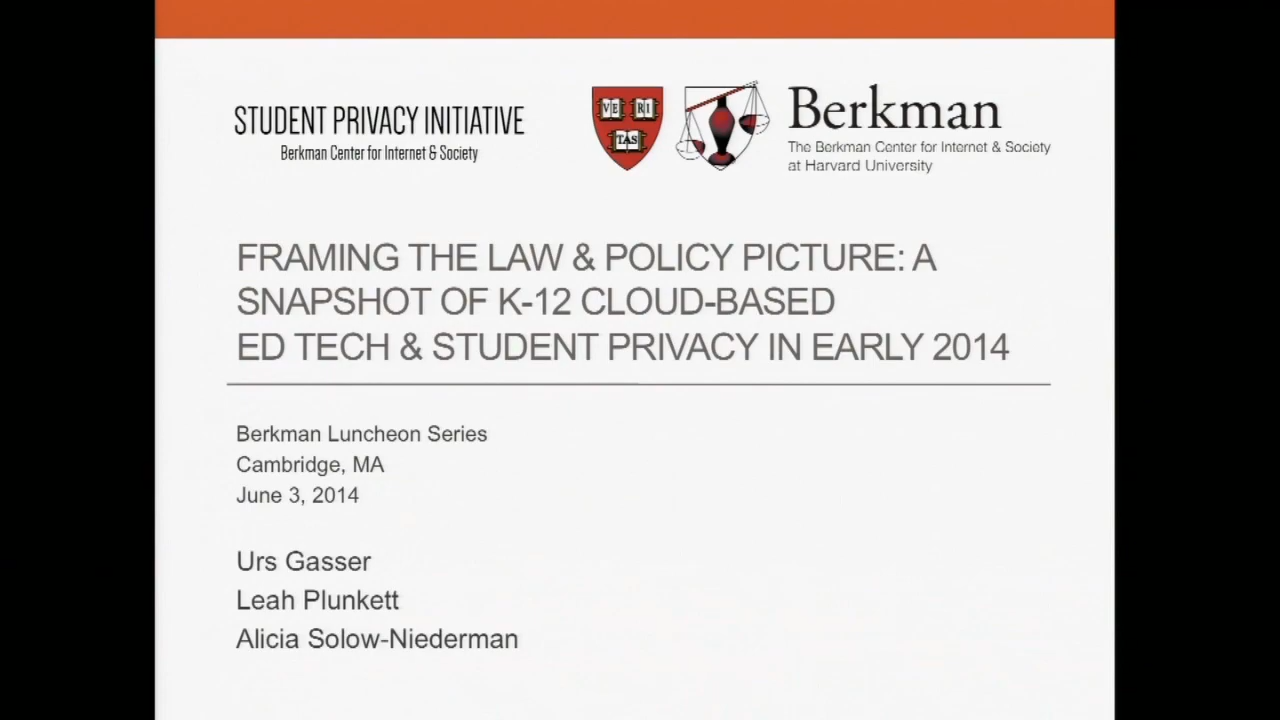 STUDENT PRIVACY INITIATIVE
Berkman Center for Internet & Society
VE RI
TAS
Berkman
The Berkman Center for Internet & Society
at Harvard University
FRAMING THE LAW & POLICY PICTURE: A
SNAPSHOT OF K-12 CLOUD-BASED
ED TECH & STUDENT PRIVACY IN EARLY 2014
Berkman Luncheon Series
Cambridge, MA
June 3, 2014
Urs Gasser
Leah Plunkett
Alicia Solow-Niederman